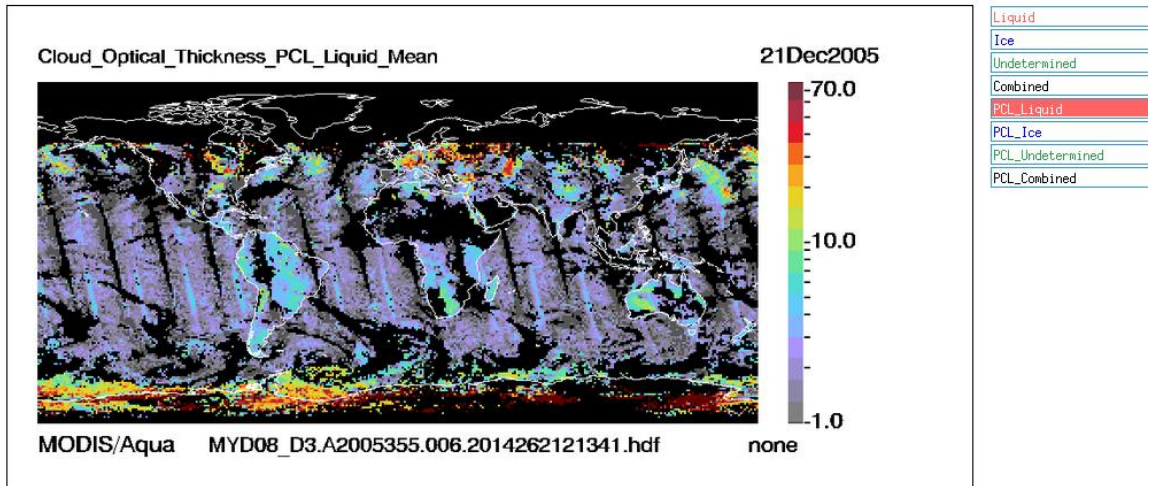 Cloud_Optical_Thickness_PCL_Liquid_Mean
21Dec2005
70.0
10.0
1.0
MODIS/Aqua MYD08_D3.A2005355.006.2014262121341.hdf none
Liquid
Ice
Undetermined
Combined
PCL_Liquid
PCL_Ice
PCL_Undetermined
PCL_Combined